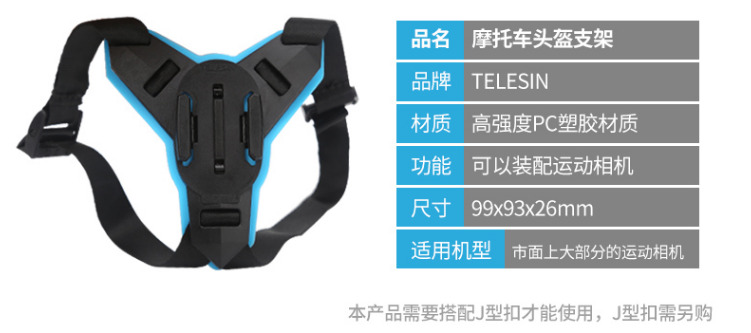 品名 摩托车头盔支架
品牌 TELESIN
材质 高强度PC塑胶材质
功能 可以装配运动相机
尺寸 99x93x26mm
适用机型 市面上大部分的运动相机
本产品需要搭配J型扣才能使用，J型扣需另购